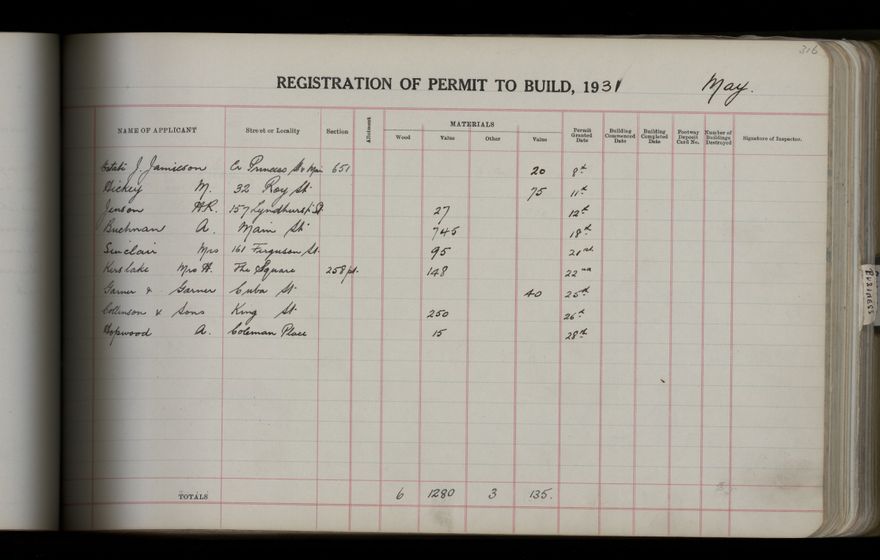 316
REGISTRATION OF PERMIT TO BUILD, 1931 May.
NAME OF APPLICANT Street or Locality Section Allotment MATERIALS Wood Value Other Value Permit Granted Date Building Commenced Date Building Completed Date Footway Deposit Card No. Number of Buildings Destroyed Signature of Inspector.
Estate J. Jamieson Cr Princess St & Main 651 20 8th
Hickey M. 32 Roy St 75 11th
Jenson H.R. 157 Lyndhurst St 27 12th
Buchman A. Main St 745 18th
Sinclair Mrs 161 Ferguson St. 95 21st
Kerslake Mrs H. The Square 258 pt. 148 22nd
Garner & Garner Cuba St 40 25th
Collinson & Sons King St 250 26th
Hopwood A. Coleman Place 15 28th
TOTALS 6 1280 3 135.
BUSINESS